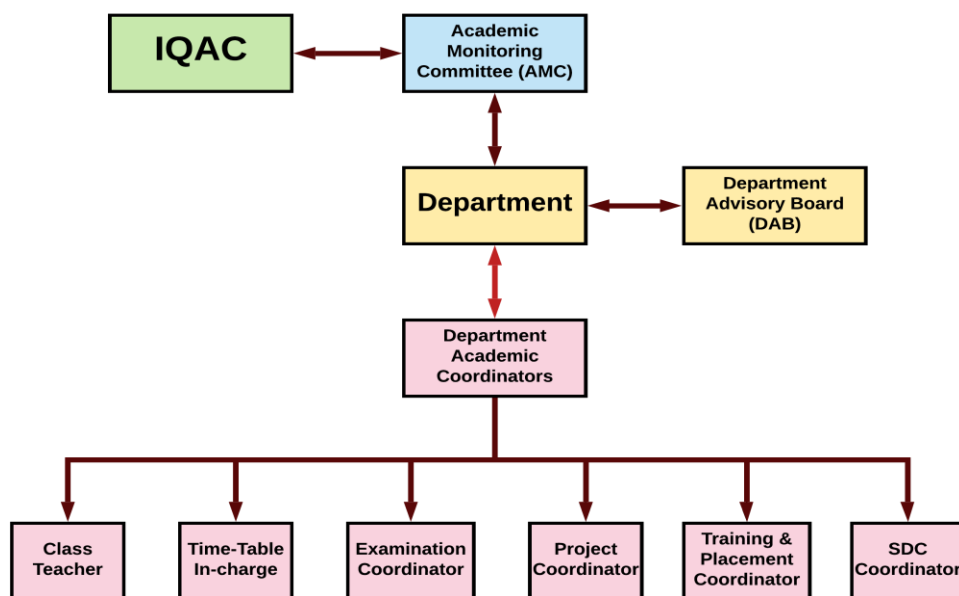 IQAC
Academic
Monitoring
Committee (AMC)
Department
Department
Advisory Board
(DAB)
Department
Academic
Coordinators
Class
Teacher
Time-Table
In-charge
Examination
Coordinator
Project
Coordinator
Training &
Placement
Coordinator
SDC
Coordinator